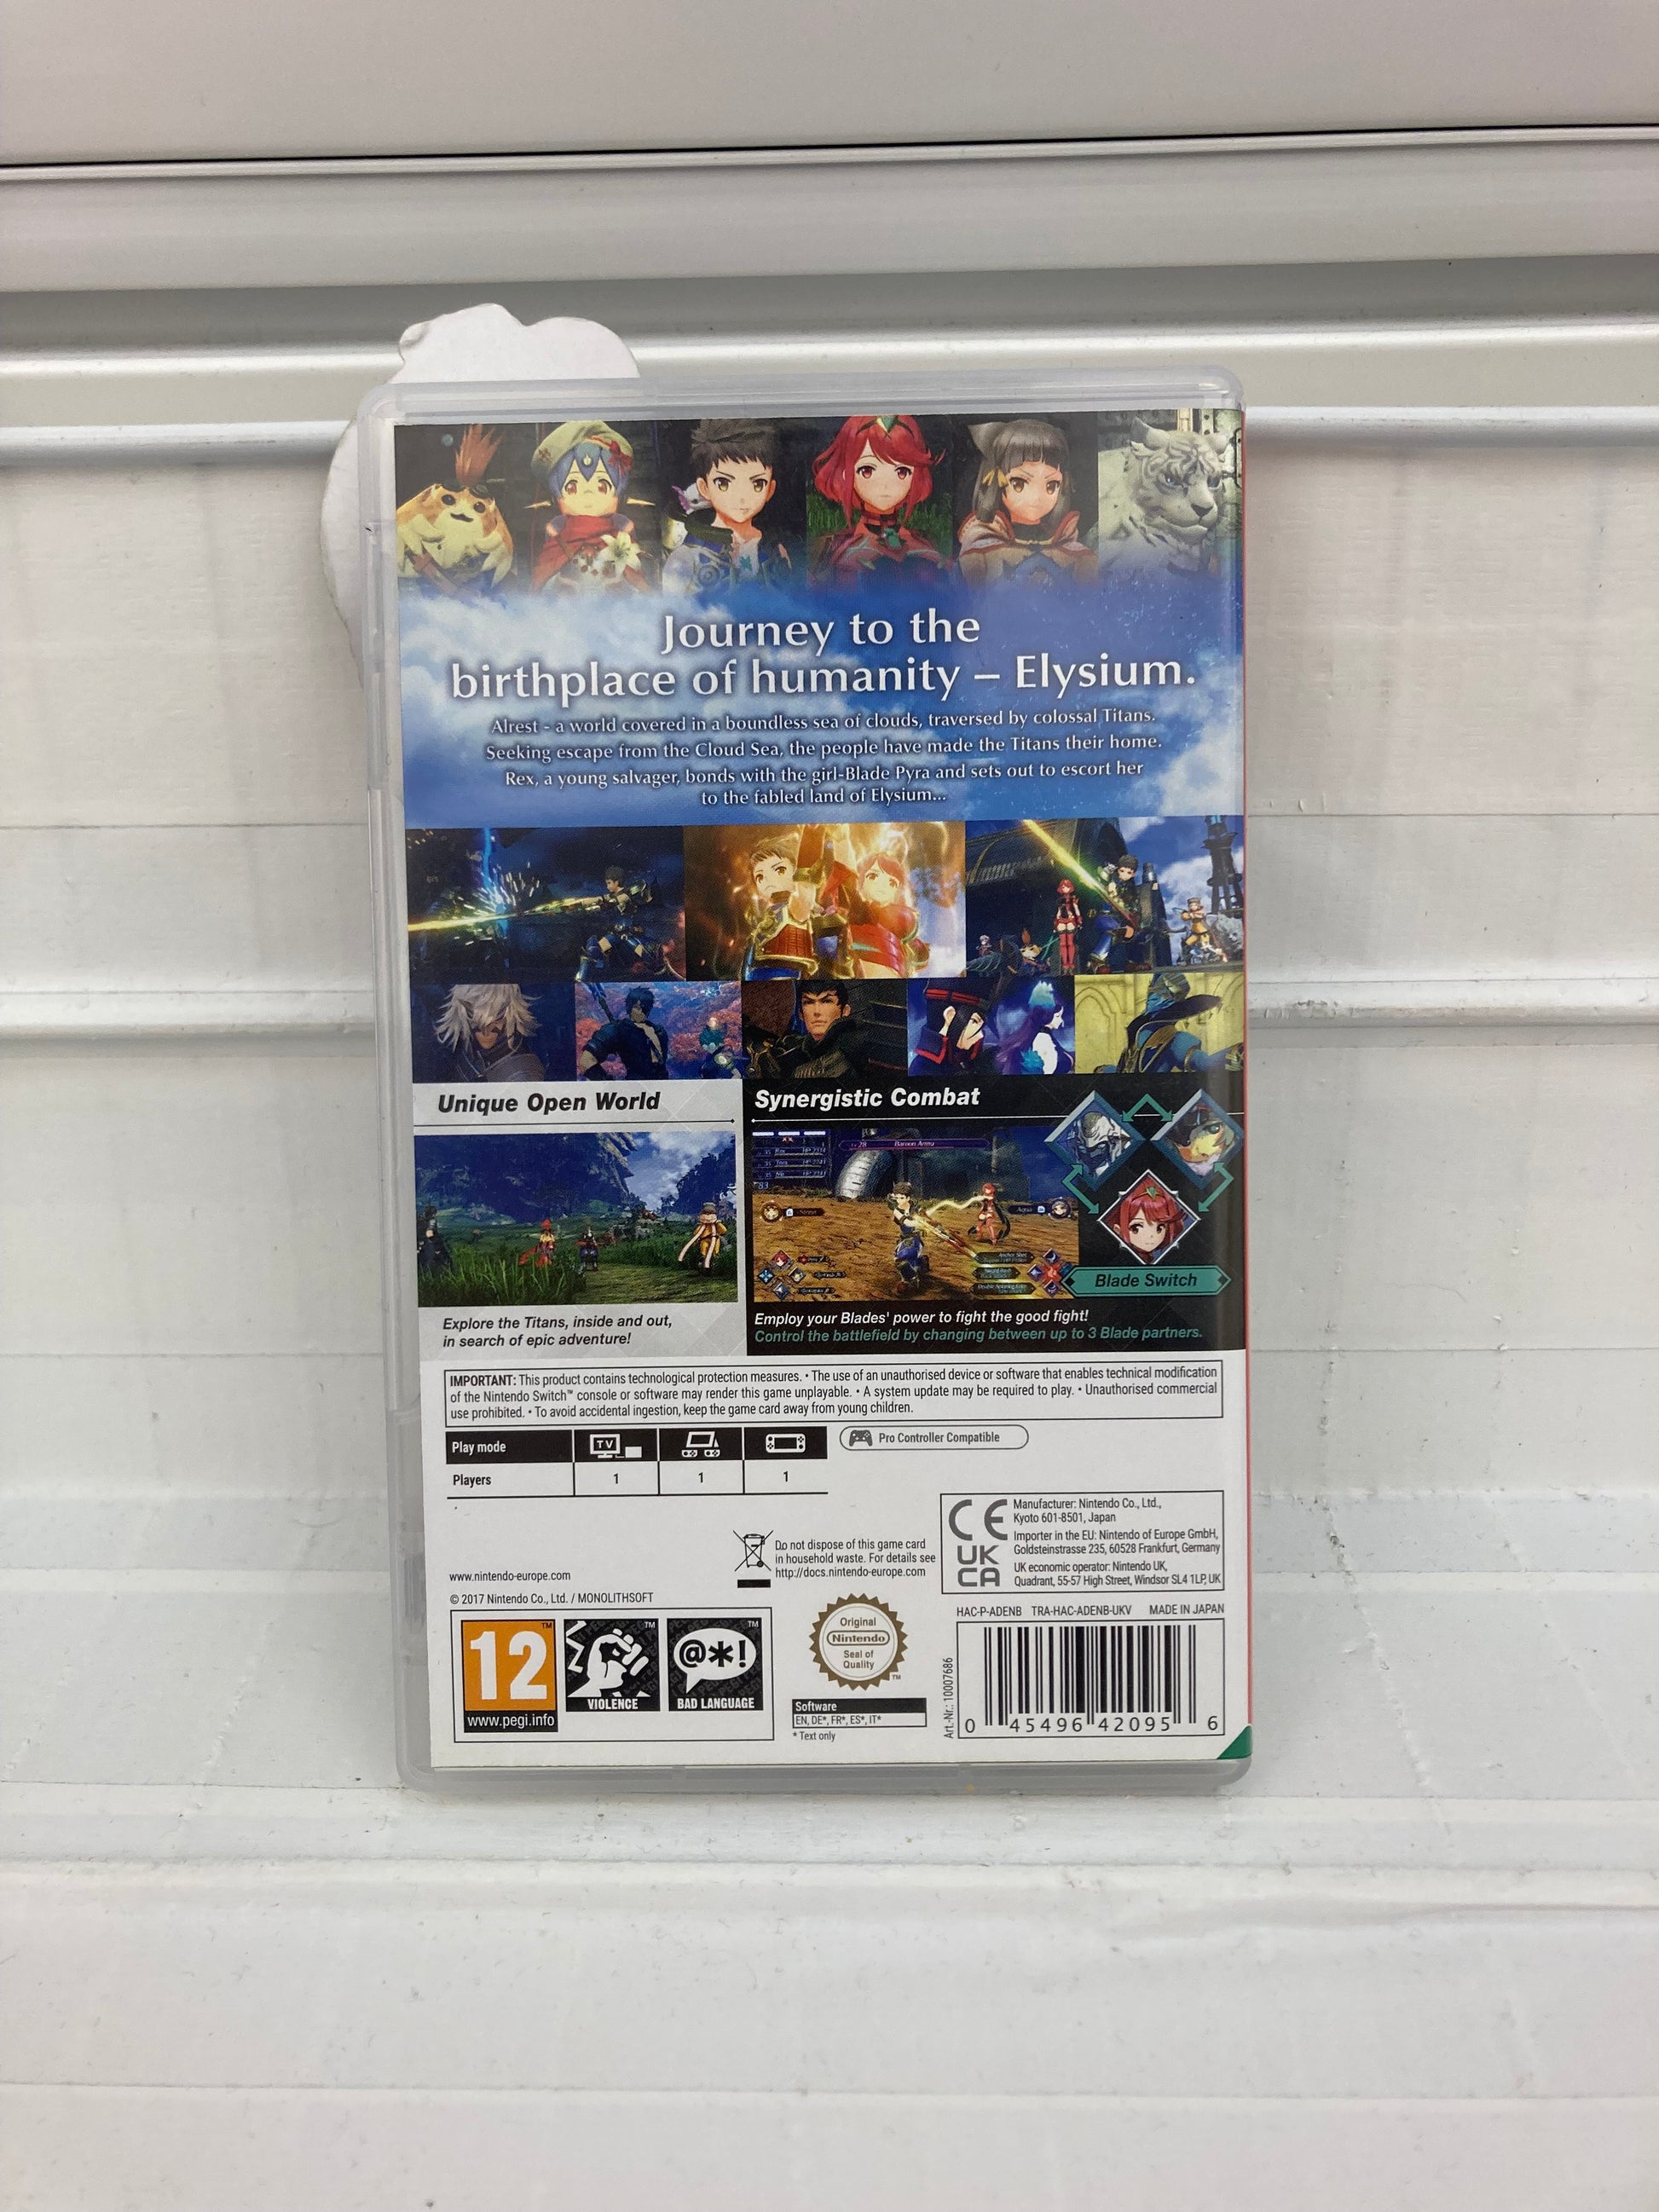 Journey to the
birthplace of humanity – Elysium.
Alrest - a world covered in a boundless sea of clouds, traversed by colossal Titans.
Seeking escape from the Cloud Sea, the people have made the Titans their home.
Rex, a young salvager, bonds with the girl-Blade Pyra and sets out to escort her
to the fabled land of Elysium...
Unique Open World
Synergistic Combat
Blade Switch
Explore the Titans, inside and out,
in search of epic adventure!
Employ your Blades' power to fight the good fight!
Control the battlefield by changing between up to 3 Blade partners.
IMPORTANT: This product contains technological protection measures. • The use of an unauthorised device or software that enables technical modification
of the Nintendo Switch™ console or software may render this game unplayable. • A system update may be required to play. • Unauthorised commercial
use prohibited. • To avoid accidental ingestion, keep the game card away from young children.
Play mode
TV
Pro Controller Compatible
Players 1 1 1
CE
UK
CA
Manufacturer: Nintendo Co., Ltd.,
Kyoto 601-8501, Japan
Importer in the EU: Nintendo of Europe GmbH,
Goldsteinstrasse 235, 60528 Frankfurt, Germany
UK economic operator: Nintendo UK,
Quadrant, 55-57 High Street, Windsor SL4 1LP, UK
Do not dispose of this game card
in household waste. For details see
http://docs.nintendo-europe.com
www.nintendo-europe.com
© 2017 Nintendo Co., Ltd. / MONOLITHSOFT
HAC-P-ADENB TRA-HAC-ADENB-UKV MADE IN JAPAN
12™
www.pegi.info
™
VIOLENCE
™
@*!
BAD LANGUAGE
Original
Nintendo
Seal of
Quality
™
Software
EN, DE*, FR*, ES*, IT*
* Text only
Art.-Nr.: 10007686
0 45496 42095 6